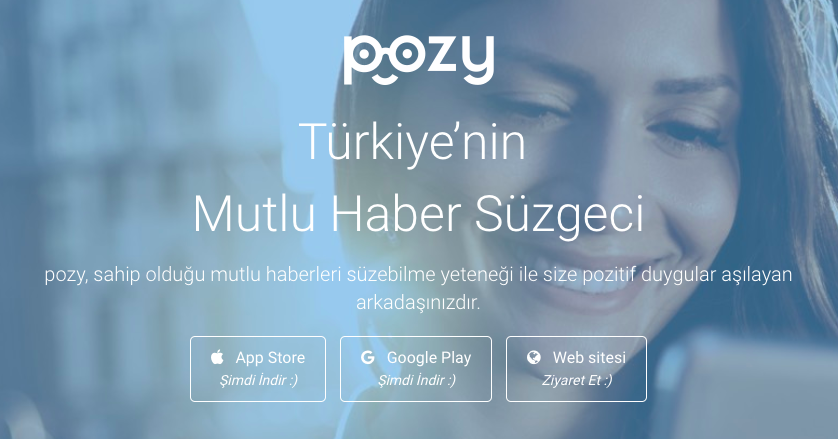 pozy
Türkiye’nin
Mutlu Haber Süzgeci
pozy, sahip olduğu mutlu haberleri süzebilme yeteneği ile size pozitif duygular aşılayan
arkadaşınızdır.
App Store
Şimdi İndir :)
Google Play
Şimdi İndir :)
Web sitesi
Ziyaret Et :)